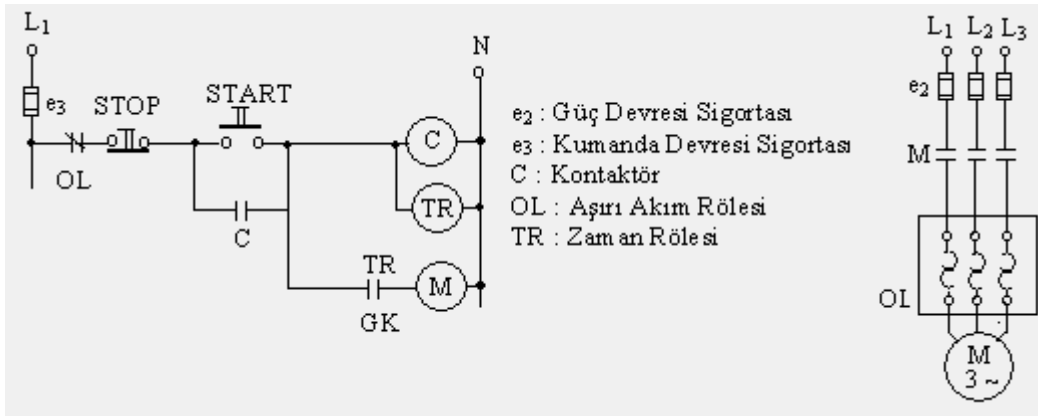 L1
e3
STOP
START
N
OL
C
C
TR
TR
M
GK
e2 : Güç Devresi Sigortası
e3 : Kumanda Devresi Sigortası
C : Kontaktör
OL : Aşırı Akım Rölesi
TR : Zaman Rölesi
L1 L2 L3
e2
M
OL
M
3 ~